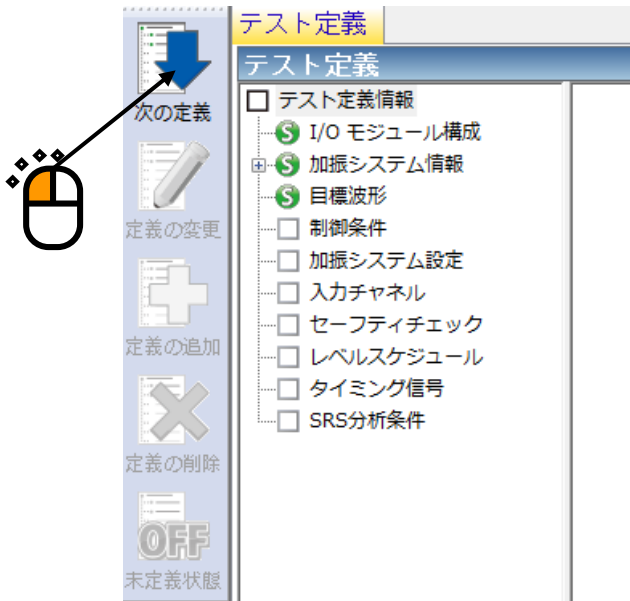 テスト定義
テスト定義
次の定義
定義の変更
定義の追加
定義の削除
OFF
未定義状態
テスト定義情報
S I/O モジュール構成
S 加振システム情報
S 目標波形
制御条件
加振システム設定
入力チャネル
セーフティチェック
レベルスケジュール
タイミング信号
SRS分析条件